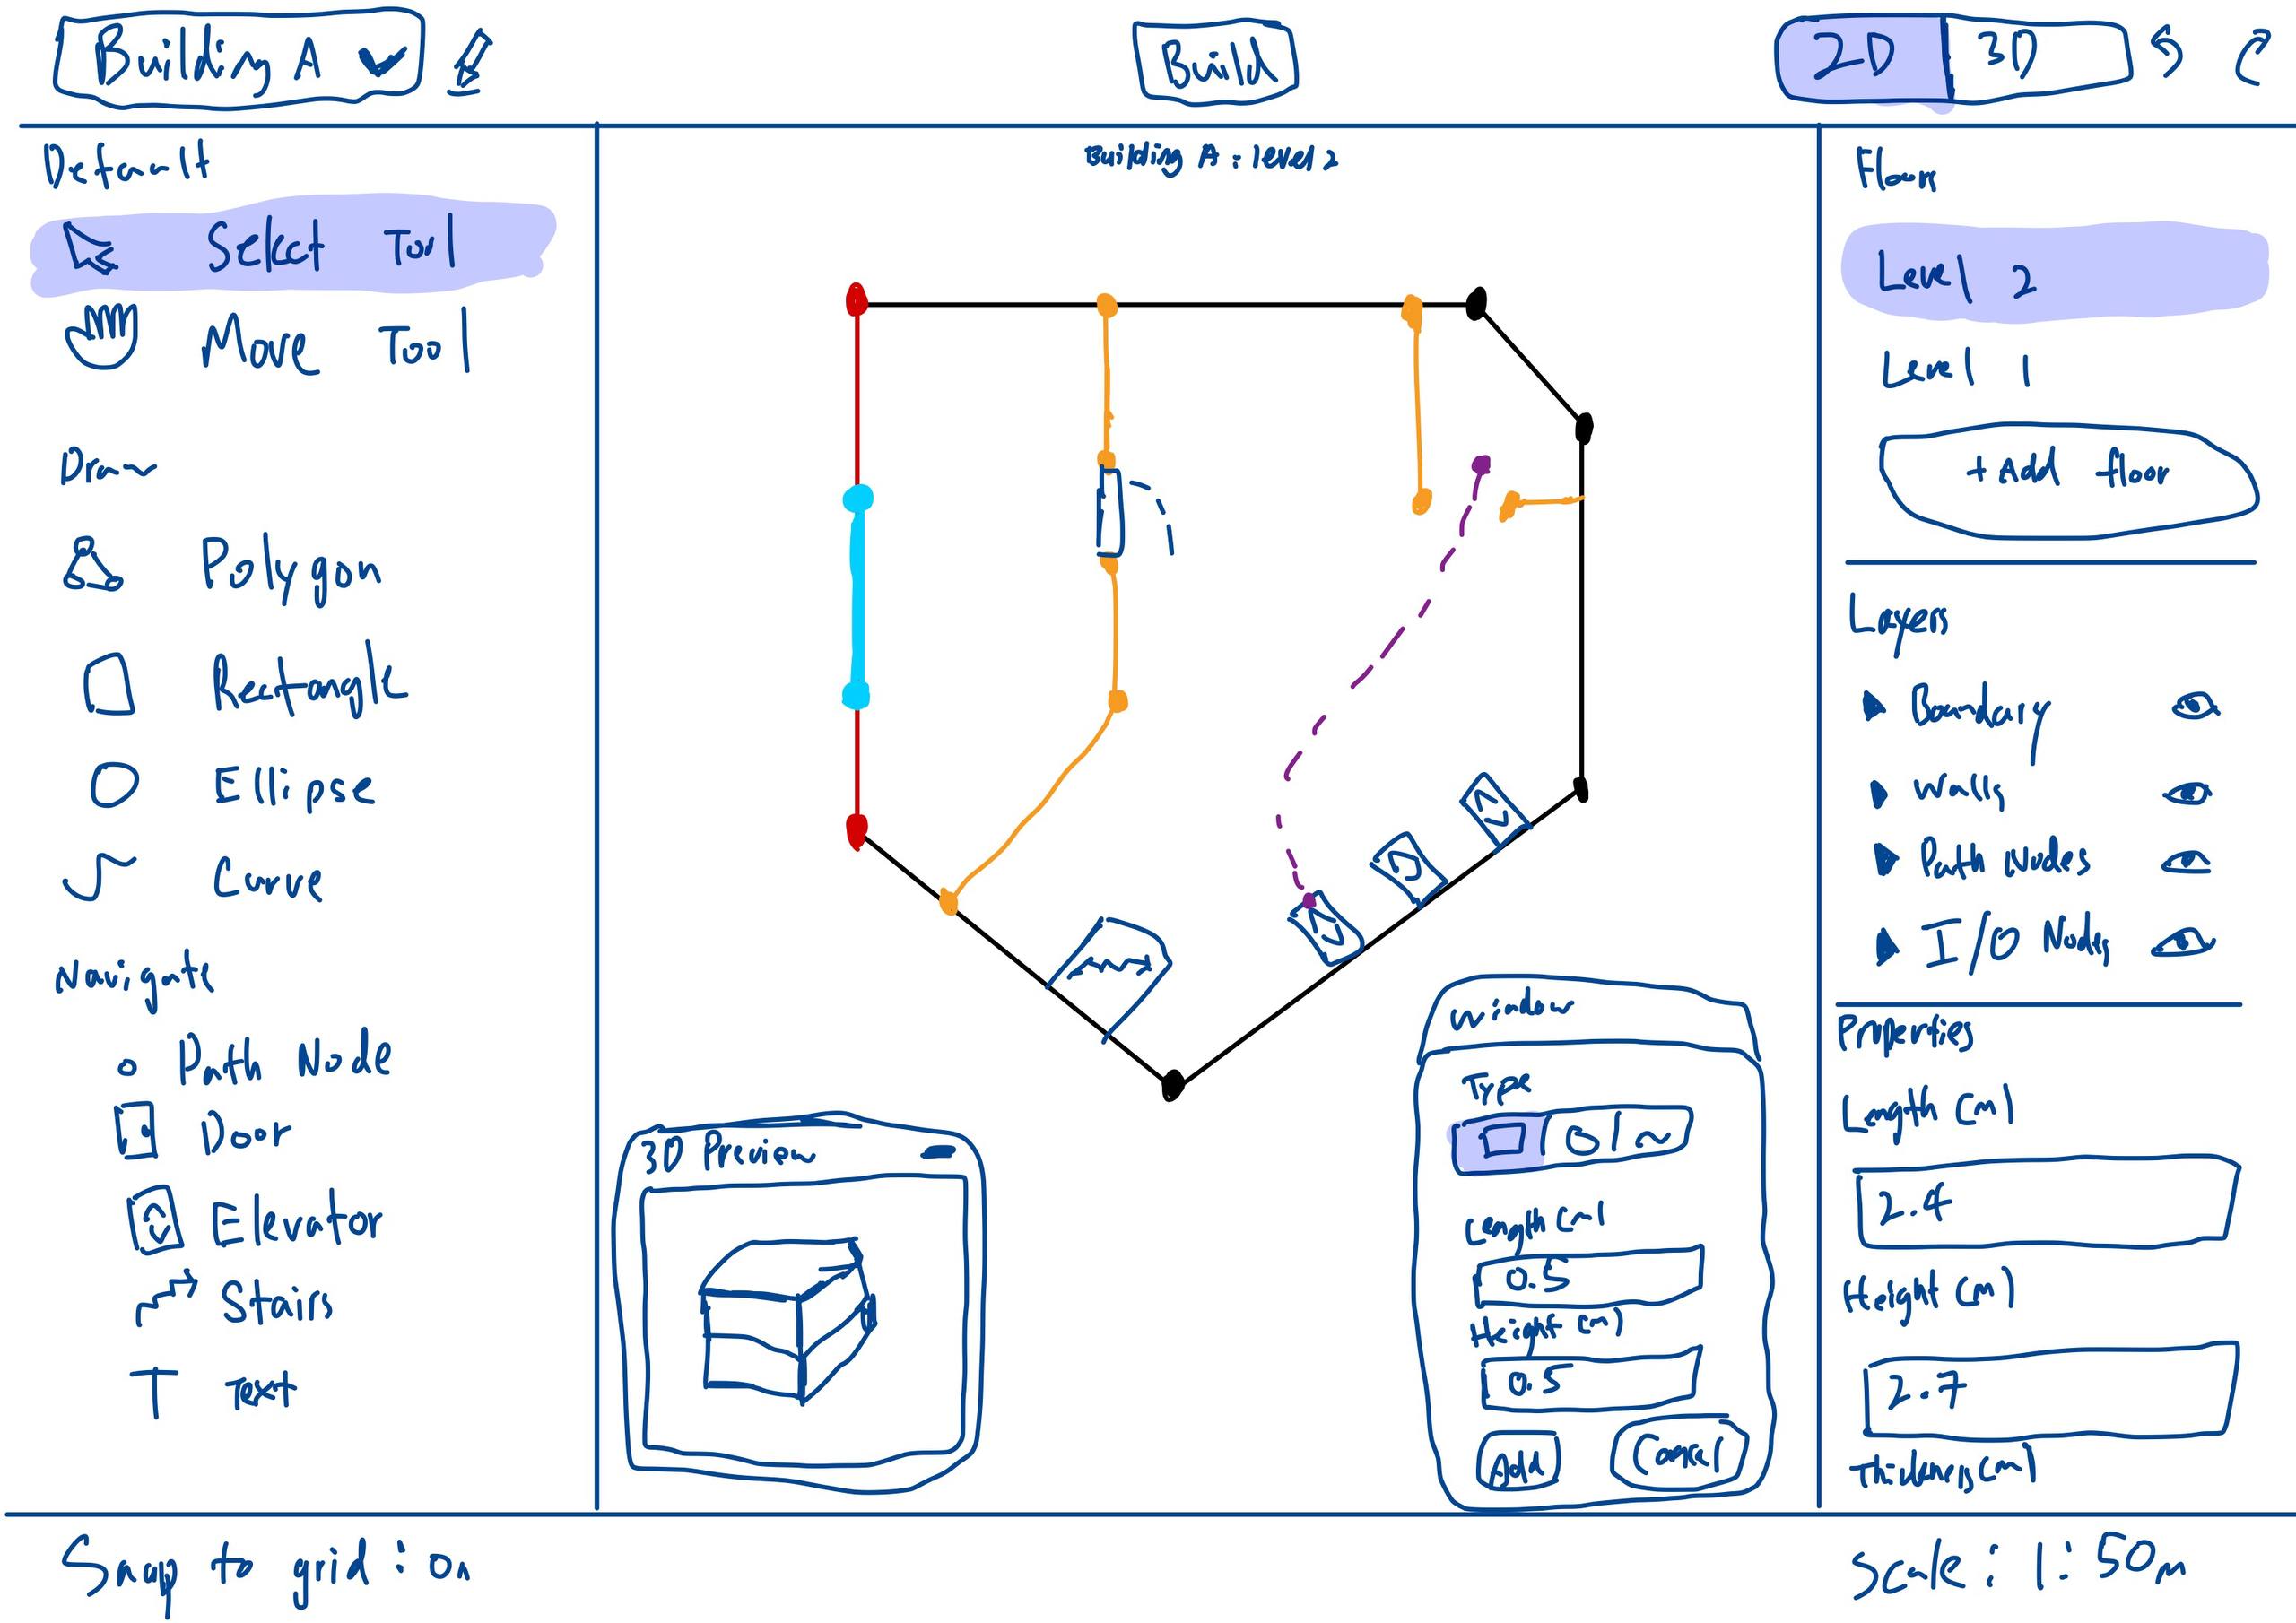 Building A
Build
2D
3D
Default
Select Tool
Move Tool
Draw
Polygon
Rectangle
Ellipse
Curve
Navigate
Path Node
Door
Elevator
Stairs
T Text
Building A : level 2
3D Preview
Window
Type
Length (m)
0.5
Height (m)
0.5
Add
Cancel
Floors
Level 2
Level 1
+ Add floor
Layers
Boundary
Walls
Path Nodes
I/O Nodes
Properties
Length (m)
2.4
Height (m)
2.7
Thickness (m)
Snap to grid : On
Scale : 1 : 50m